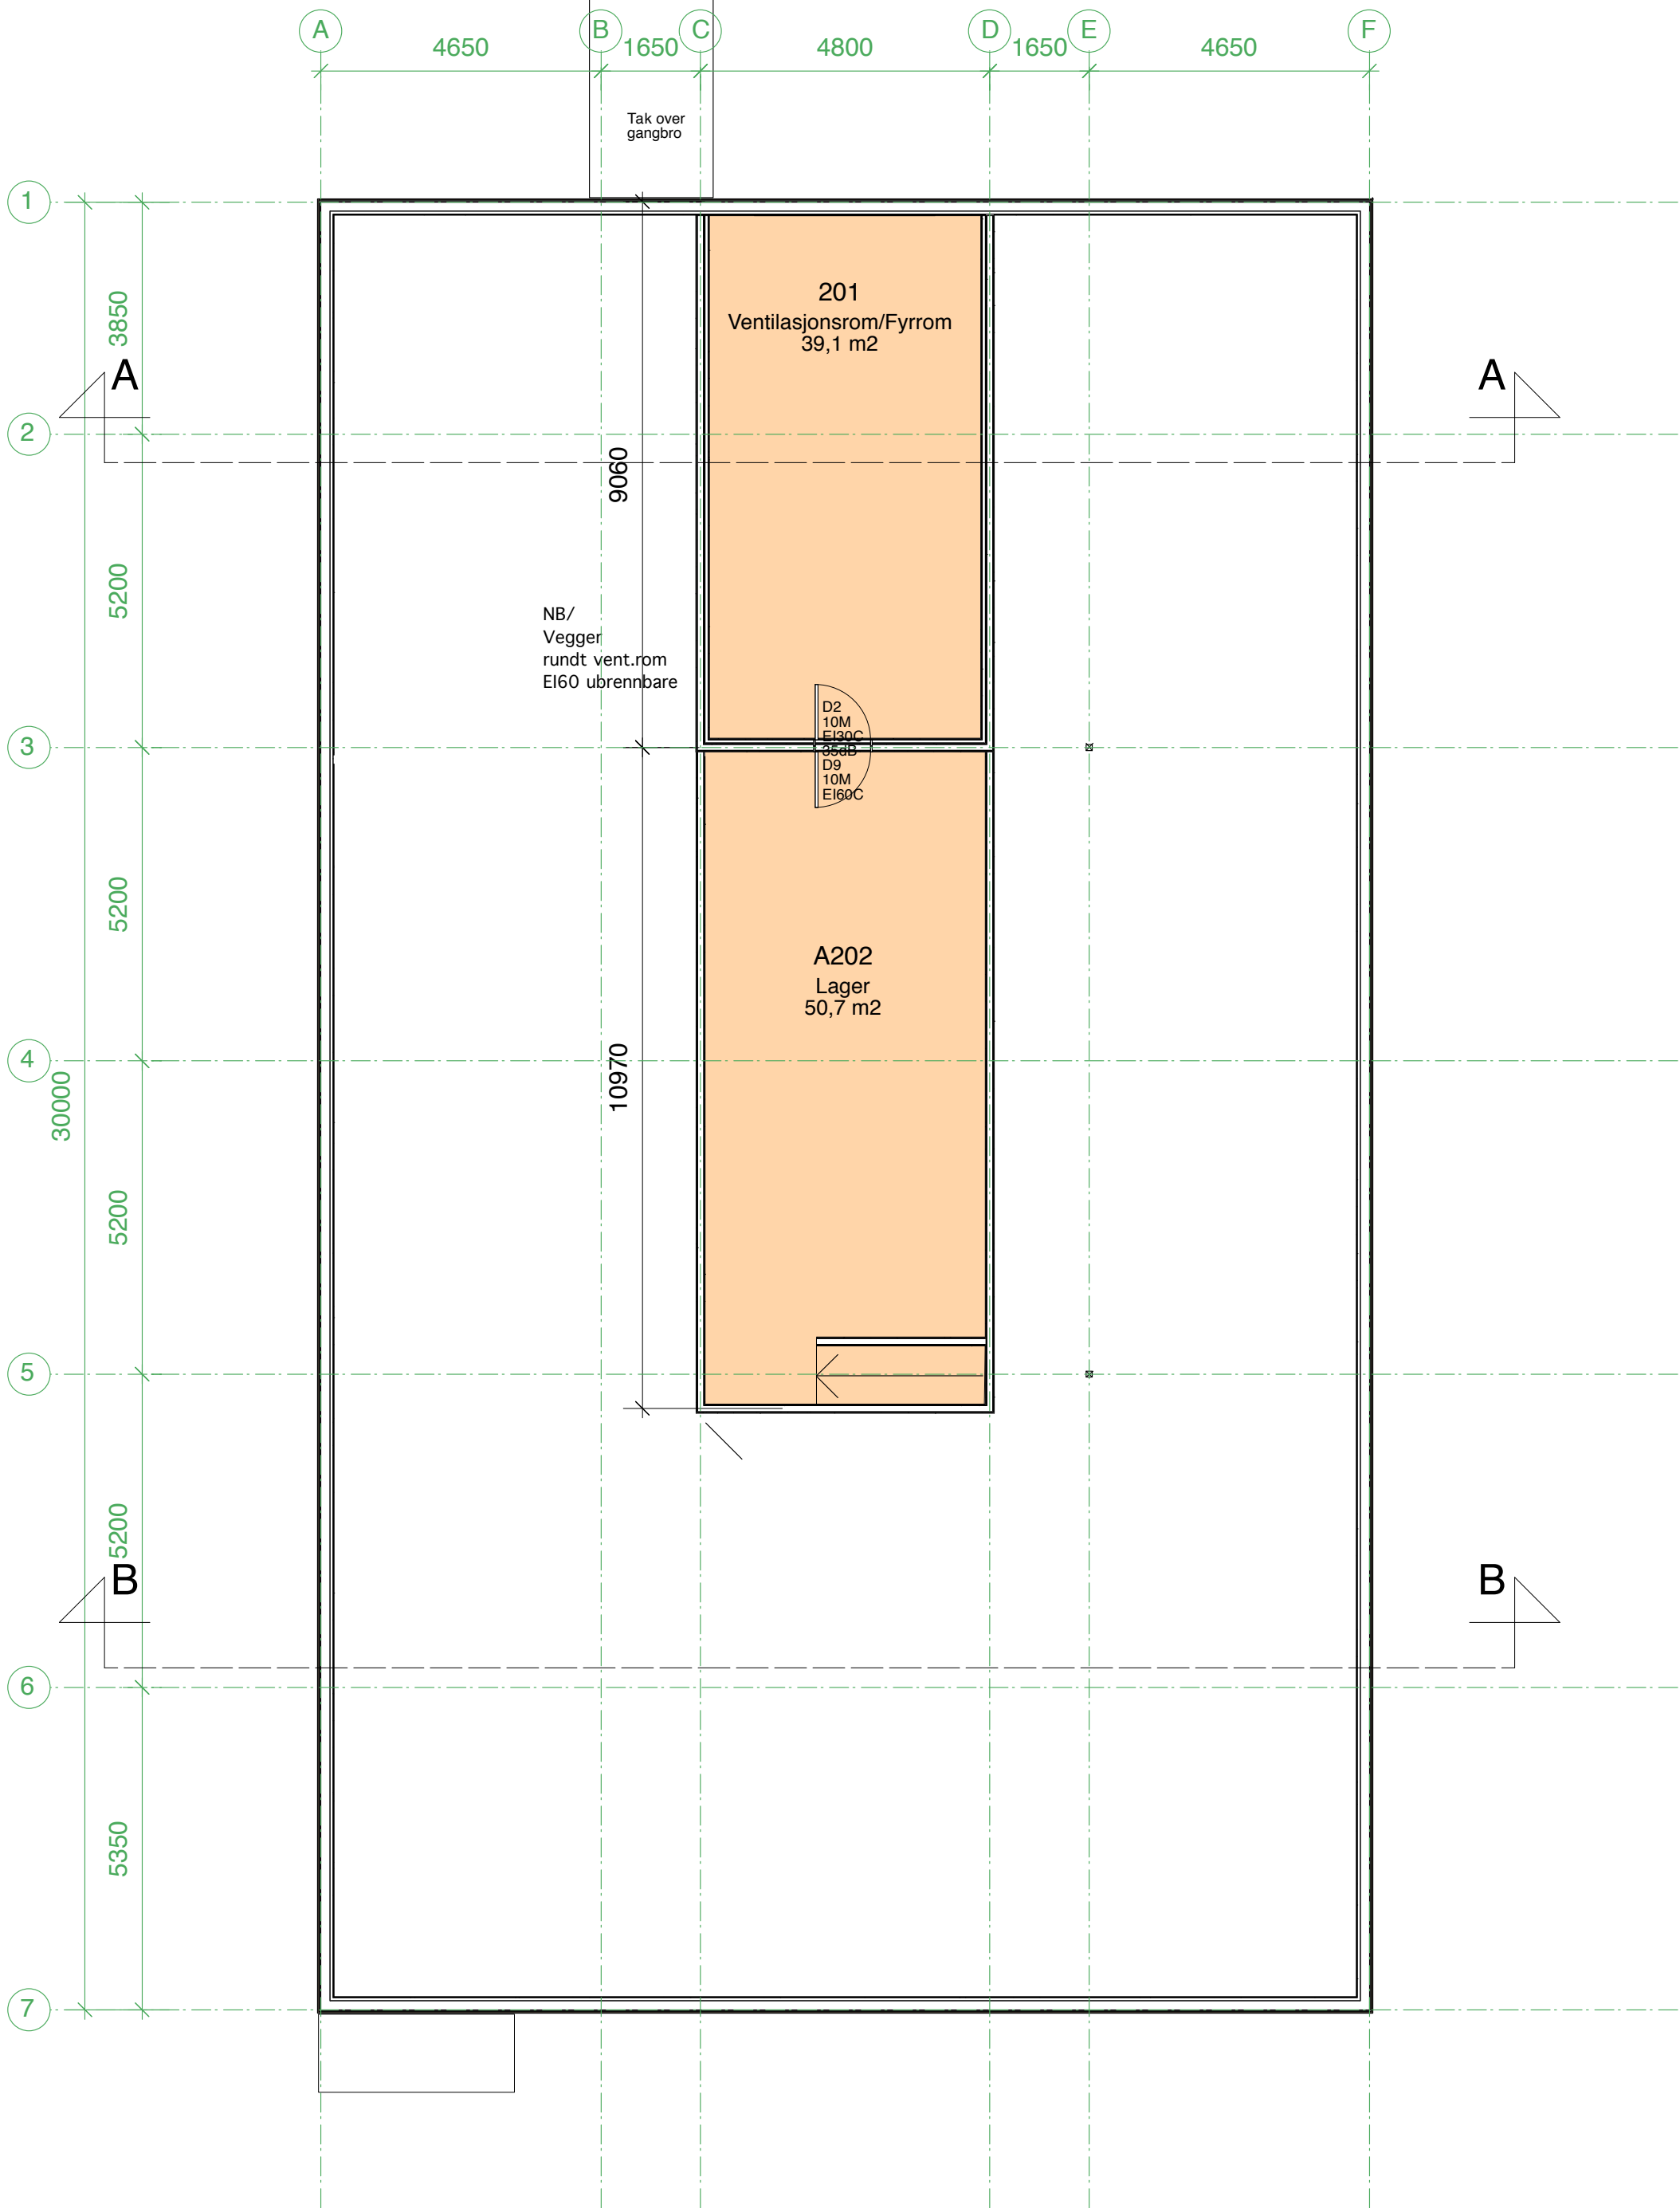 A
B
C
D
E
F
4650
1650
4800
1650
4650
Tak over
gangbro
1
3850
201
Ventilasjonsrom/Fyrrom
39,1 m2
A
A
2
9060
5200
NB/
Vegger
rundt vent.rom
EI60 ubrennbare
D2
10M
EI30C
35dB
D9
10M
EI60C
3
5200
A202
Lager
50,7 m2
4
30000
10970
5200
5
5200
B
B
6
5350
7